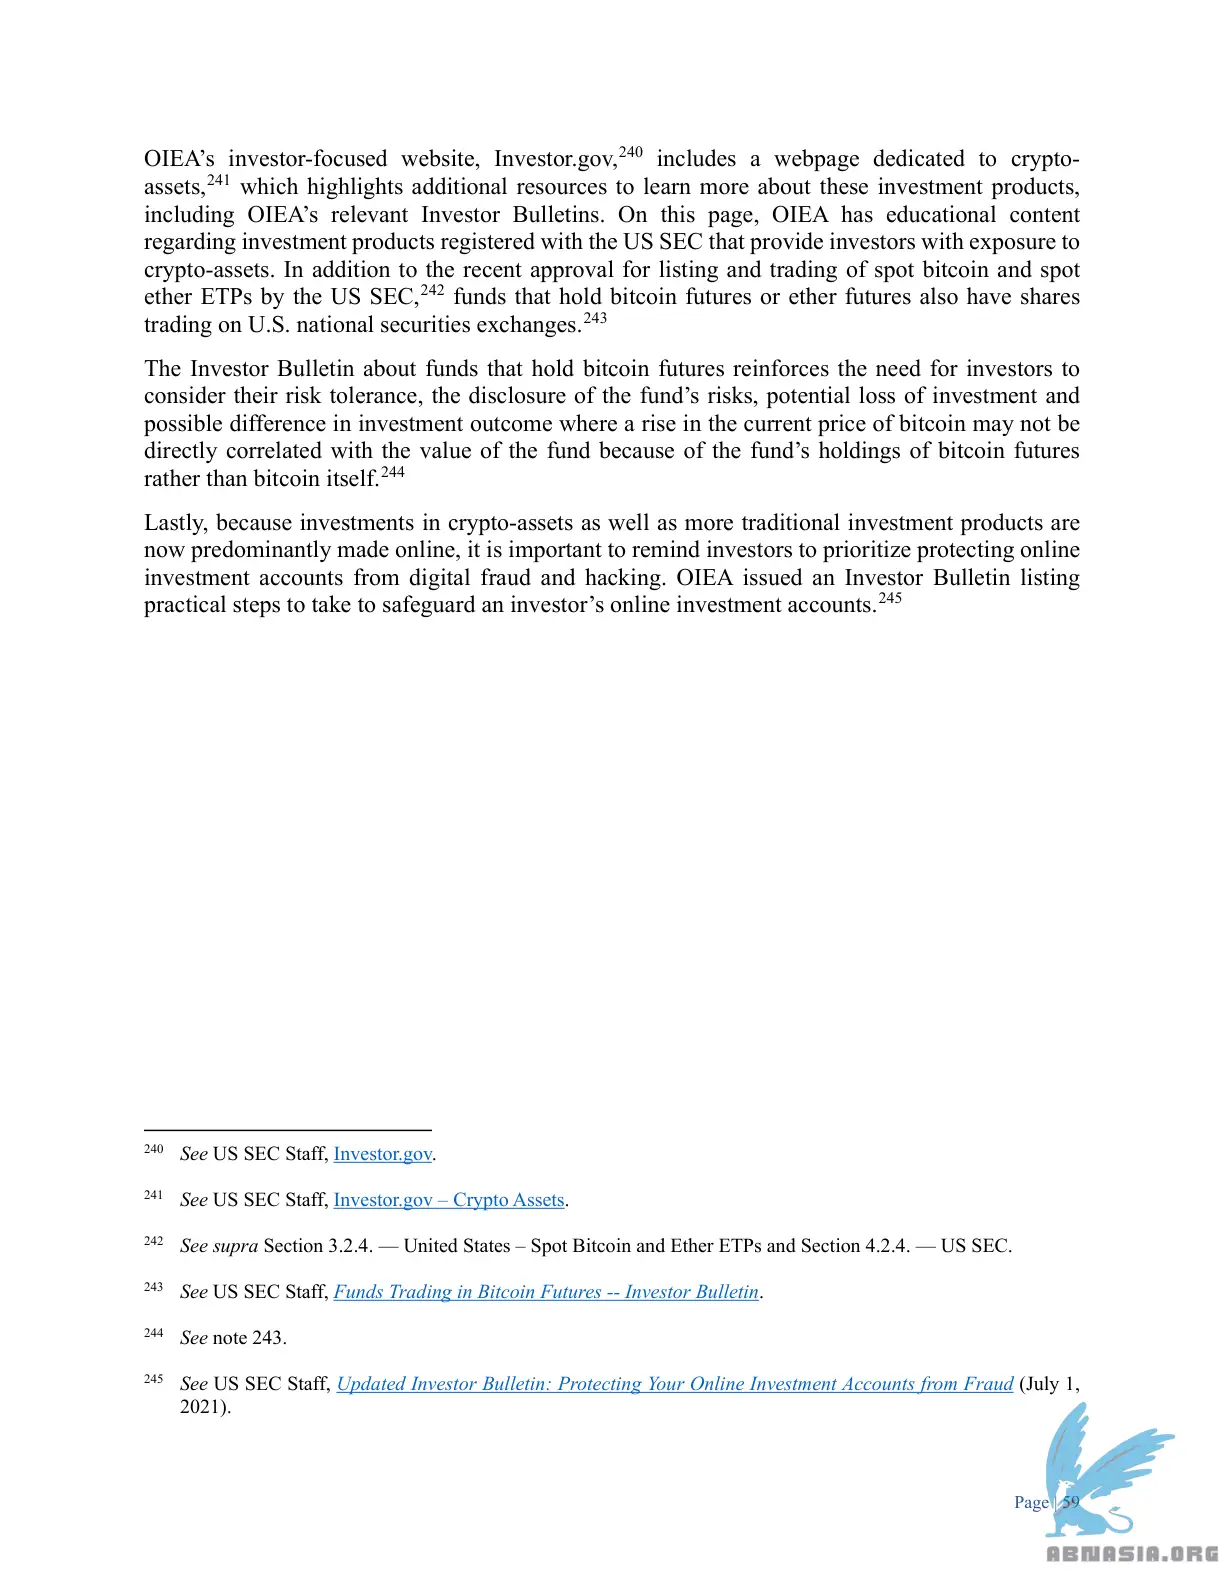 OIEA’s investor-focused website, Investor.gov,240 includes a webpage dedicated to crypto-
assets,241 which highlights additional resources to learn more about these investment products,
including OIEA’s relevant Investor Bulletins. On this page, OIEA has educational content
regarding investment products registered with the US SEC that provide investors with exposure to
crypto-assets. In addition to the recent approval for listing and trading of spot bitcoin and spot
ether ETPs by the US SEC,242 funds that hold bitcoin futures or ether futures also have shares
trading on U.S. national securities exchanges.243
The Investor Bulletin about funds that hold bitcoin futures reinforces the need for investors to
consider their risk tolerance, the disclosure of the fund’s risks, potential loss of investment and
possible difference in investment outcome where a rise in the current price of bitcoin may not be
directly correlated with the value of the fund because of the fund’s holdings of bitcoin futures
rather than bitcoin itself.244
Lastly, because investments in crypto-assets as well as more traditional investment products are
now predominantly made online, it is important to remind investors to prioritize protecting online
investment accounts from digital fraud and hacking. OIEA issued an Investor Bulletin listing
practical steps to take to safeguard an investor’s online investment accounts.245
240 See US SEC Staff, Investor.gov.
241 See US SEC Staff, Investor.gov – Crypto Assets.
242 See supra Section 3.2.4. — United States – Spot Bitcoin and Ether ETPs and Section 4.2.4. — US SEC.
243 See US SEC Staff, Funds Trading in Bitcoin Futures -- Investor Bulletin.
244 See note 243.
245 See US SEC Staff, Updated Investor Bulletin: Protecting Your Online Investment Accounts from Fraud (July 1,
2021).
Page | 59
ABNASIA.ORG